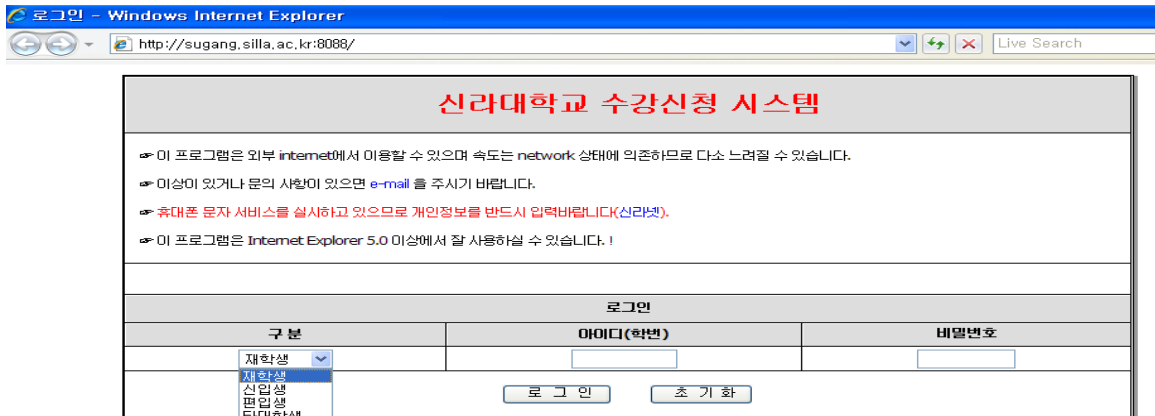 로그인 - Windows Internet Explorer
http://sugang.silla.ac.kr:8088/
Live Search
신라대학교 수강신청 시스템
☞ 이 프로그램은 외부 internet에서 이용할 수 있으며 속도는 network 상태에 의존하므로 다소 느려질 수 있습니다.
☞ 이상이 있거나 문의 사항이 있으면 e-mail 을 주시기 바랍니다.
☞ 휴대폰 문자 서비스를 실시하고 있으므로 개인정보를 반드시 입력바랍니다(신라넷).
☞ 이 프로그램은 Internet Explorer 5.0 이상에서 잘 사용하실 수 있습니다. !
로그인
구 분 아이디(학번) 비밀번호
재학생
재학생
신입생
편입생
타대학생
로 그 인 초 기 화